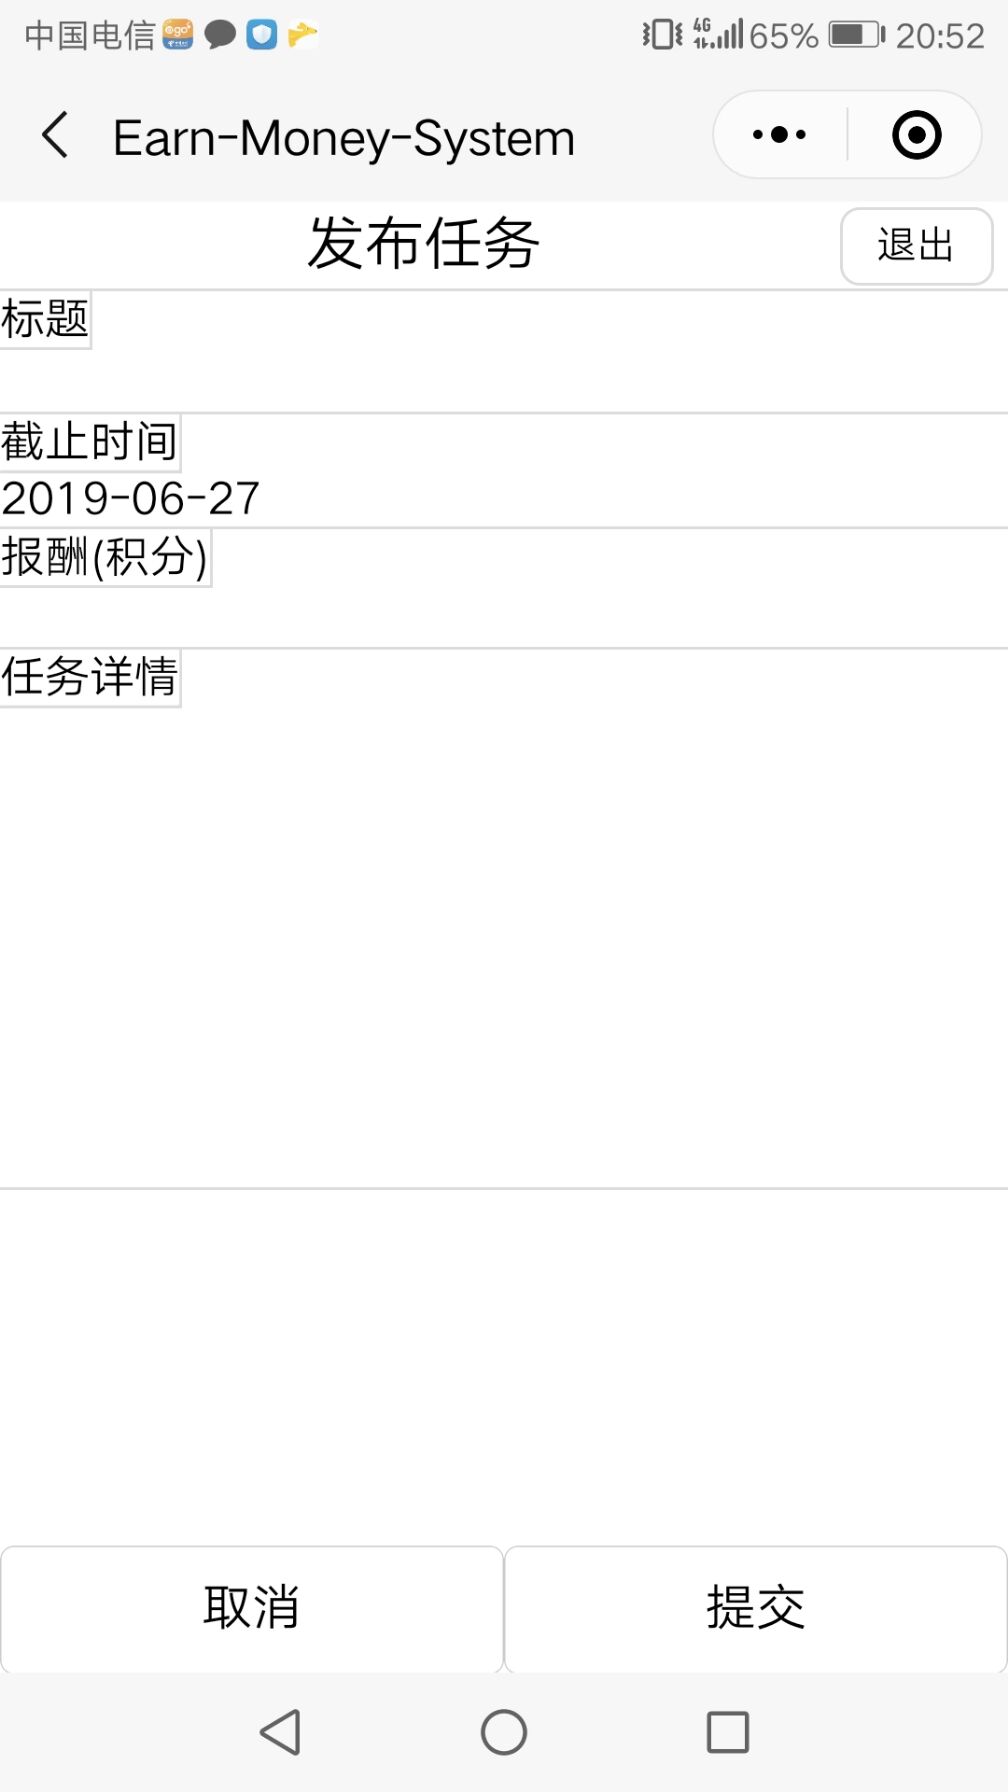 中国电信 4G 65% 20:52
Earn-Money-System
发布任务 退出
标题
截止时间
2019-06-27
报酬(积分)
任务详情
取消 提交